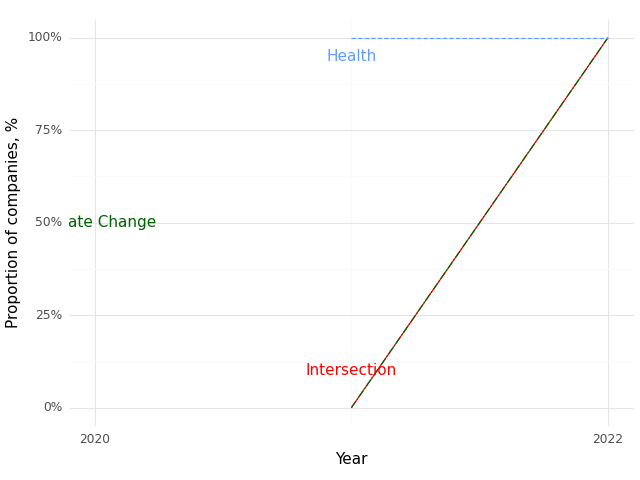 100%
Health
75%
50%
ate Change
25%
Intersection
0%
2020
2022
Year
Proportion of companies, %